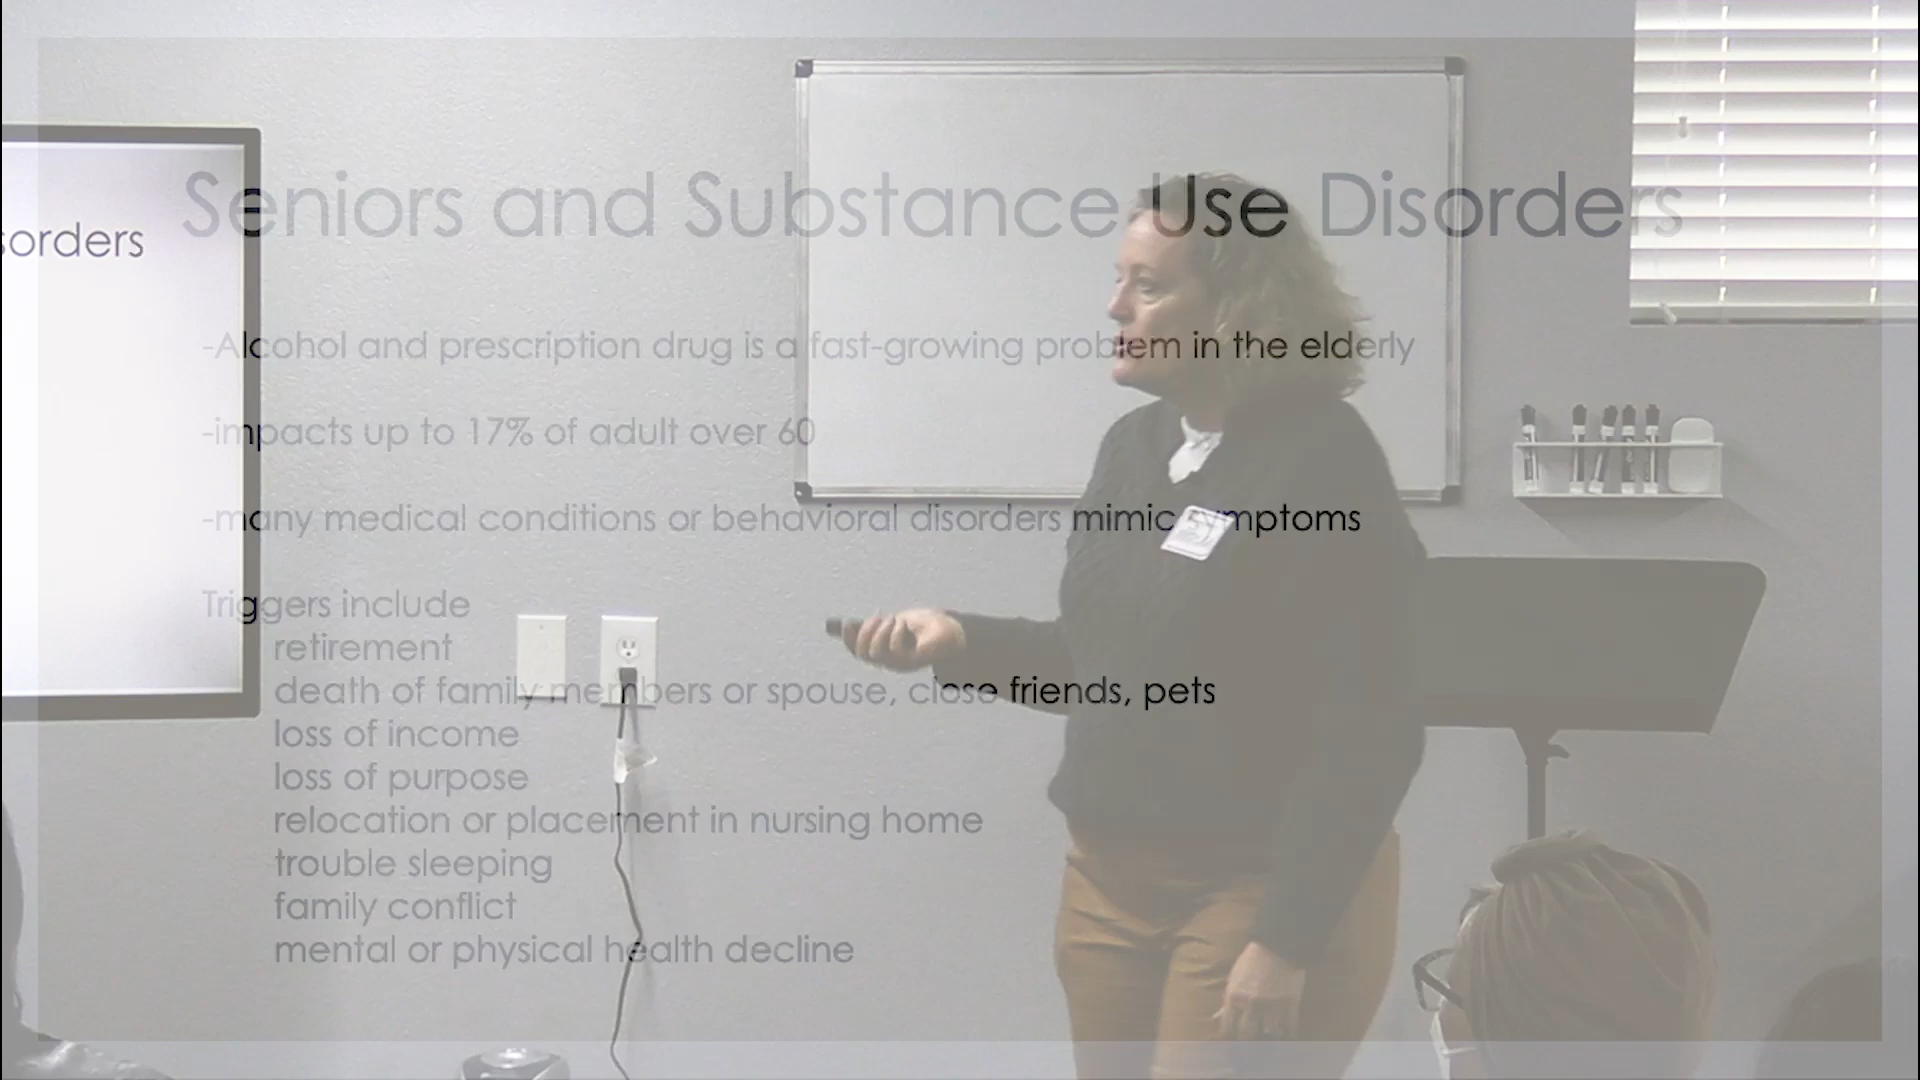 Seniors and Substance Use Disorders
sorders
-Alcohol and prescription drug is a fast-growing problem in the elderly
-impacts up to 17% of adult over 60
-many medical conditions or behavioral disorders mimic symptoms
Triggers include
retirement
death of family members or spouse, close friends, pets
loss of income
loss of purpose
relocation or placement in nursing home
trouble sleeping
family conflict
mental or physical health decline